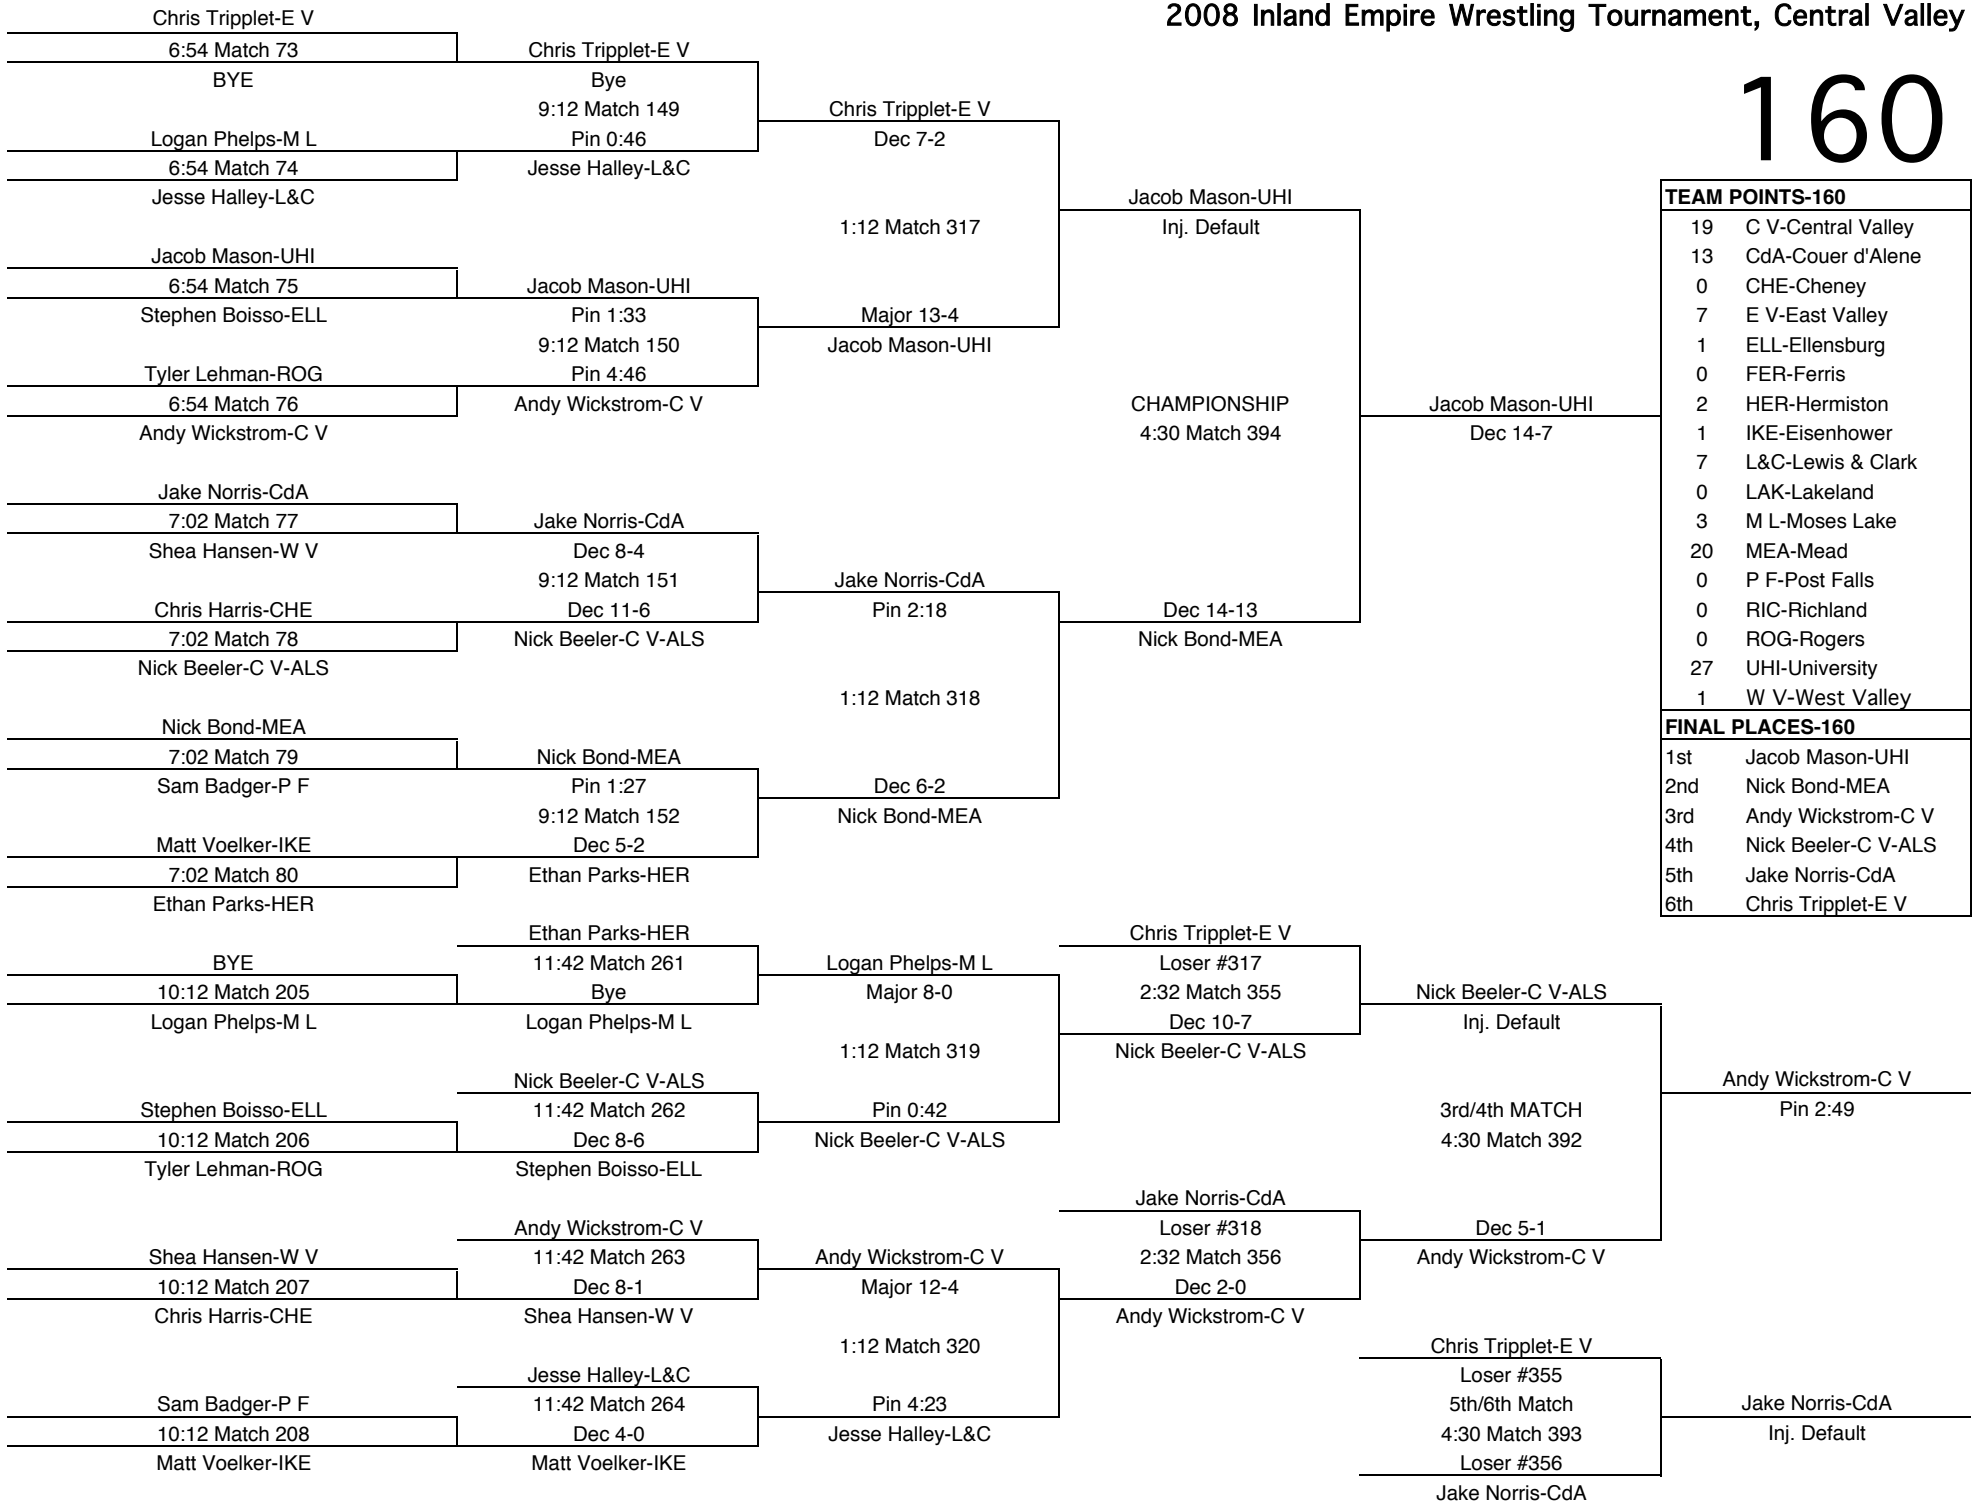 2008 Inland Empire Wrestling Tournament, Central Valley
160
Chris Tripplet-E V
6:54 Match 73
BYE
Logan Phelps-M L
6:54 Match 74
Jesse Halley-L&C
Jacob Mason-UHI
6:54 Match 75
Stephen Boisso-ELL
Tyler Lehman-ROG
6:54 Match 76
Andy Wickstrom-C V
Jake Norris-CdA
7:02 Match 77
Shea Hansen-W V
Chris Harris-CHE
7:02 Match 78
Nick Beeler-C V-ALS
Nick Bond-MEA
7:02 Match 79
Sam Badger-P F
Matt Voelker-IKE
7:02 Match 80
Ethan Parks-HER
Chris Tripplet-E V
Bye
9:12 Match 149
Pin 0:46
Jesse Halley-L&C
Jacob Mason-UHI
Pin 1:33
9:12 Match 150
Pin 4:46
Andy Wickstrom-C V
Jake Norris-CdA
Dec 8-4
9:12 Match 151
Dec 11-6
Nick Beeler-C V-ALS
Nick Bond-MEA
Pin 1:27
9:12 Match 152
Dec 5-2
Ethan Parks-HER
Chris Tripplet-E V
Dec 7-2
1:12 Match 317
Major 13-4
Jacob Mason-UHI
Jake Norris-CdA
Pin 2:18
1:12 Match 318
Dec 6-2
Nick Bond-MEA
Jacob Mason-UHI
Inj. Default
CHAMPIONSHIP
4:30 Match 394
Dec 14-13
Nick Bond-MEA
Jacob Mason-UHI
Dec 14-7
TEAM POINTS-160
19 C V-Central Valley
13 CdA-Couer d'Alene
0 CHE-Cheney
7 E V-East Valley
1 ELL-Ellensburg
0 FER-Ferris
2 HER-Hermiston
1 IKE-Eisenhower
7 L&C-Lewis & Clark
0 LAK-Lakeland
3 M L-Moses Lake
20 MEA-Mead
0 P F-Post Falls
0 RIC-Richland
0 ROG-Rogers
27 UHI-University
1 W V-West Valley
FINAL PLACES-160
1st Jacob Mason-UHI
2nd Nick Bond-MEA
3rd Andy Wickstrom-C V
4th Nick Beeler-C V-ALS
5th Jake Norris-CdA
6th Chris Tripplet-E V
BYE
10:12 Match 205
Logan Phelps-M L
Stephen Boisso-ELL
10:12 Match 206
Tyler Lehman-ROG
Shea Hansen-W V
10:12 Match 207
Chris Harris-CHE
Sam Badger-P F
10:12 Match 208
Matt Voelker-IKE
Ethan Parks-HER
11:42 Match 261
Bye
Logan Phelps-M L
Nick Beeler-C V-ALS
11:42 Match 262
Dec 8-6
Stephen Boisso-ELL
Andy Wickstrom-C V
11:42 Match 263
Dec 8-1
Shea Hansen-W V
Jesse Halley-L&C
11:42 Match 264
Dec 4-0
Matt Voelker-IKE
Logan Phelps-M L
Major 8-0
1:12 Match 319
Pin 0:42
Nick Beeler-C V-ALS
Andy Wickstrom-C V
Major 12-4
1:12 Match 320
Pin 4:23
Jesse Halley-L&C
Chris Tripplet-E V
Loser #317
2:32 Match 355
Dec 10-7
Nick Beeler-C V-ALS
Jake Norris-CdA
Loser #318
2:32 Match 356
Dec 2-0
Andy Wickstrom-C V
Nick Beeler-C V-ALS
Inj. Default
3rd/4th MATCH
4:30 Match 392
Dec 5-1
Andy Wickstrom-C V
Andy Wickstrom-C V
Pin 2:49
Chris Tripplet-E V
Loser #355
5th/6th Match
4:30 Match 393
Loser #356
Jake Norris-CdA
Jake Norris-CdA
Inj. Default